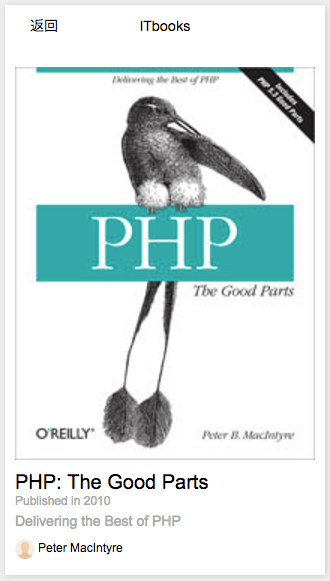 返回 ITbooks
Delivering the Best of PHP
Includes
PHP 5.3 Good Parts
PHP
The Good Parts
O'REILLY®
Peter B. MacIntyre
PHP: The Good Parts
Published in 2010
Delivering the Best of PHP
Peter MacIntyre